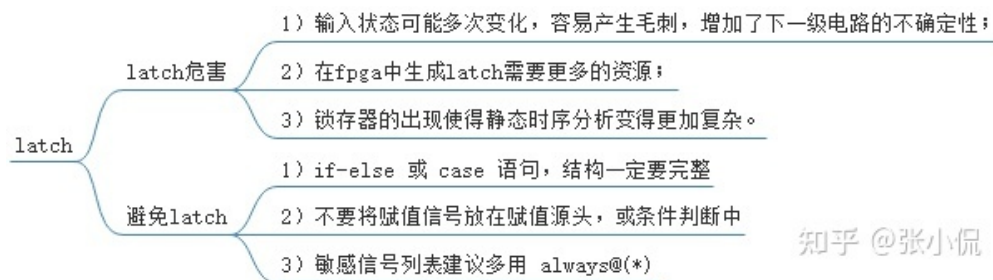 1）输入状态可能多次变化，容易产生毛刺，增加了下一级电路的不确定性；
latch危害
2）在fpga中生成latch需要更多的资源；
3）锁存器的出现使得静态时序分析变得更加复杂。
latch
1）if-else 或 case 语句，结构一定要完整
避免latch
2）不要将赋值信号放在赋值源头，或条件判断中
3）敏感信号列表建议多用 always@(*)
知乎 @张小侃